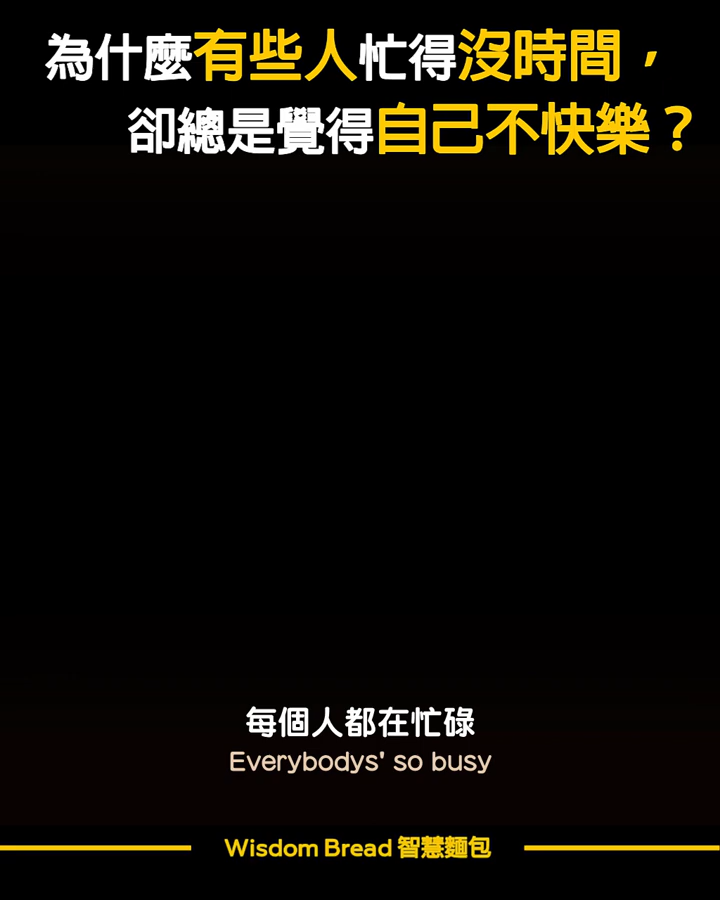 為什麼有些人忙得沒時間，
卻總是覺得自己不快樂？
每個人都在忙碌
Everybodys' so busy
Wisdom Bread 智慧麵包